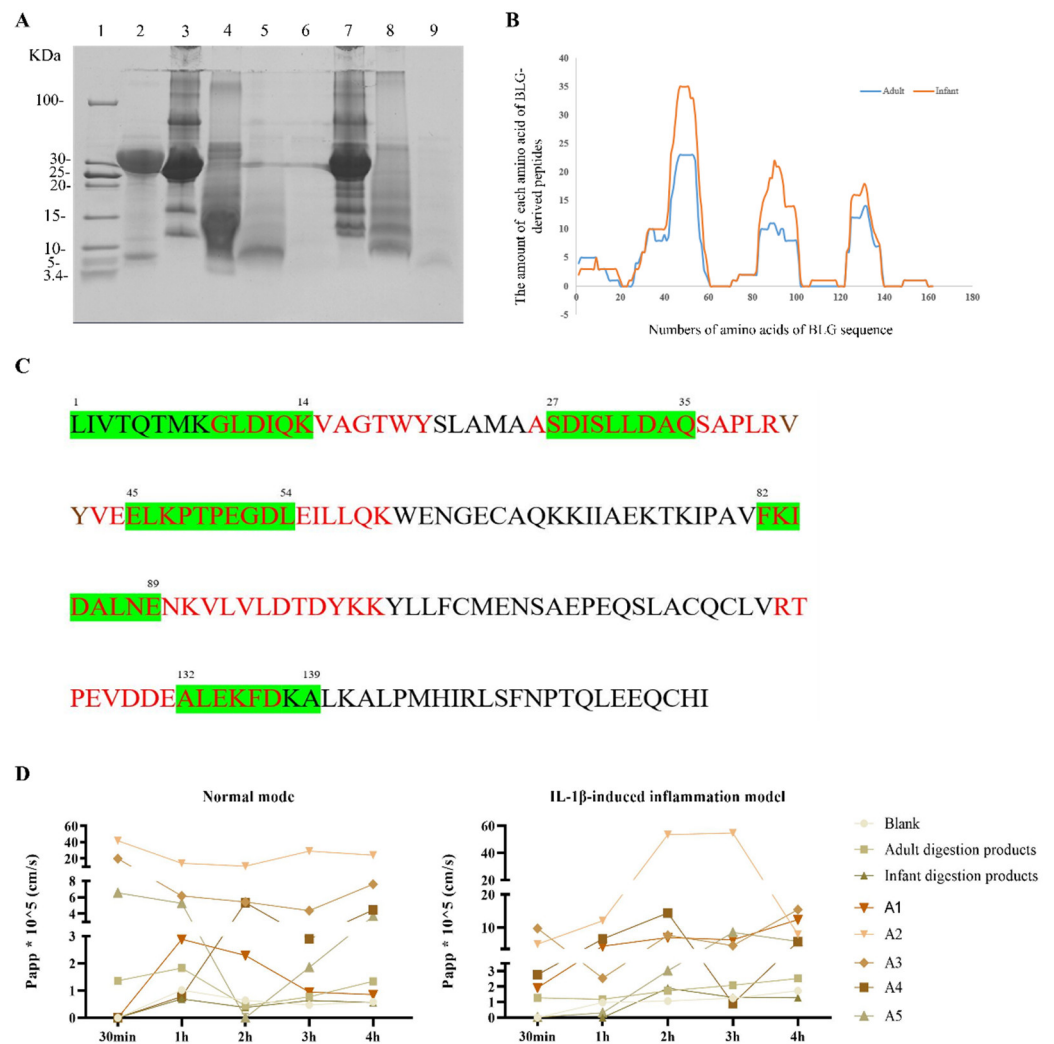 A
1 2 3 4 5 6 7 8 9
KDa
100-
30-
25-
20-
15-
10-
5-
3.4-
B
The amount of each amino acid of BLG-
derived peptides
40
35
30
25
20
15
10
5
0
-5
0 20 40 60 80 100 120 140 160 180
Adult Infant
Numbers of amino acids of BLG sequence
C
1 14 27 35
LIVTQTMKGLDIQKVAGTWYSLAMAASDISLLDAQSAPLRV
45 54 82
YVEELKPTPEGDLEILLQKWENGECAQKKIIAEKTKIPAVFKI
89
DALNENKVLVLDTDYKKYLLFCMENSAEPEQSLACQCLVRT
132 139
PEVDDEALEKFDKALKALPMHIRLSFNPTQLEEQCHI
D
Normal mode
Papp * 10^5 (cm/s)
60
40
20
8
6
4
3
2
1
0
30min 1h 2h 3h 4h
IL-1β-induced inflammation model
Papp * 10^5 (cm/s)
60
40
20
20
10
3
2
1
0
30min 1h 2h 3h 4h
Blank
Adult digestion products
Infant digestion products
A1
A2
A3
A4
A5